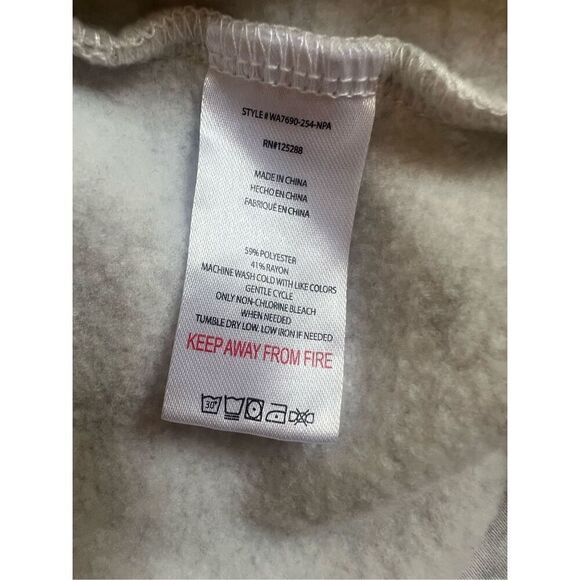 STYLE # WA7690-254-NPA
RN#125288
MADE IN CHINA
HECHO EN CHINA
FABRIQUÉ EN CHINA
59% POLYESTER
41% RAYON
MACHINE WASH COLD WITH LIKE COLORS
GENTLE CYCLE
ONLY NON-CHLORINE BLEACH
WHEN NEEDED
TUMBLE DRY LOW. LOW IRON IF NEEDED
KEEP AWAY FROM FIRE
30°